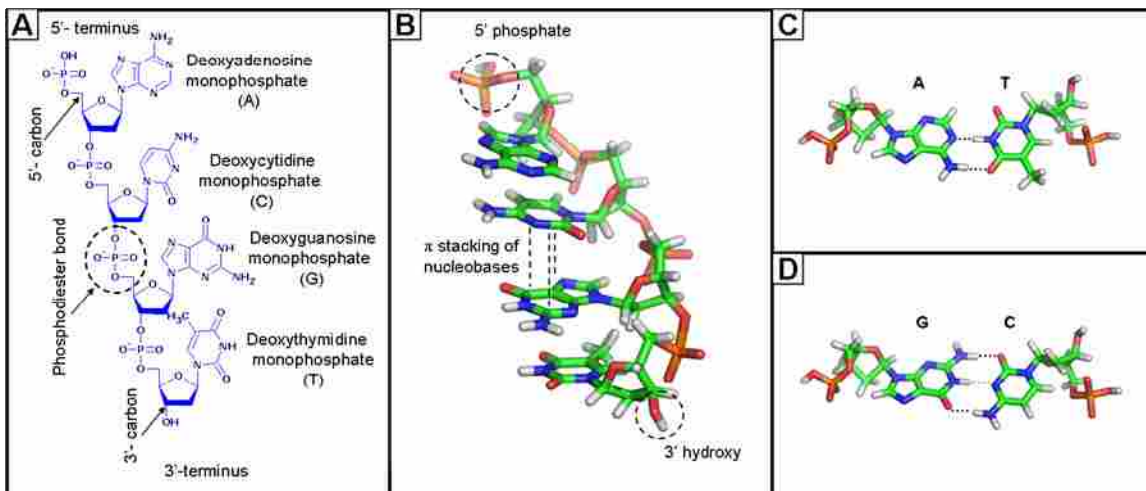 A
5'- terminus
NH₂
OH
O⁻ P O
O
N
N
N
N
Deoxyadenosine
monophosphate
(A)
5'- carbon
NH₂
O⁻ P O
O
N
N
O
Deoxycytidine
monophosphate
(C)
O
O⁻ P O
O
N
NH
N
N
NH₂
Deoxyguanosine
monophosphate
(G)
Phosphodiester bond
H₃C
O
O⁻ P O
O
NH
N
O
Deoxythymidine
monophosphate
(T)
3'- carbon
OH
3'-terminus
B
5' phosphate
π stacking of
nucleobases
3' hydroxy
C
A T
D
G C